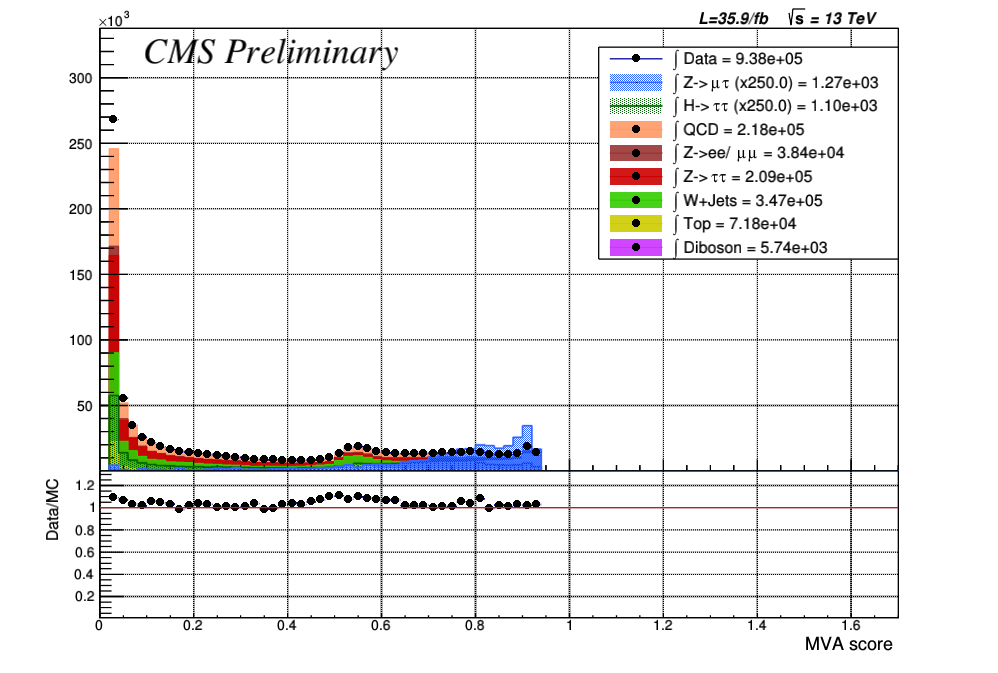 ×10³
L=35.9/fb √s = 13 TeV
CMS Preliminary
∫ Data = 9.38e+05
∫ Z->μτ (x250.0) = 1.27e+03
∫ H->ττ (x250.0) = 1.10e+03
∫ QCD = 2.18e+05
∫ Z->ee/ μμ = 3.84e+04
∫ Z->ττ = 2.09e+05
∫ W+Jets = 3.47e+05
∫ Top = 7.18e+04
∫ Diboson = 5.74e+03
300
250
200
150
100
50
Data/MC
1.2
1
0.8
0.6
0.4
0.2
0 0.2 0.4 0.6 0.8 1 1.2 1.4 1.6
MVA score